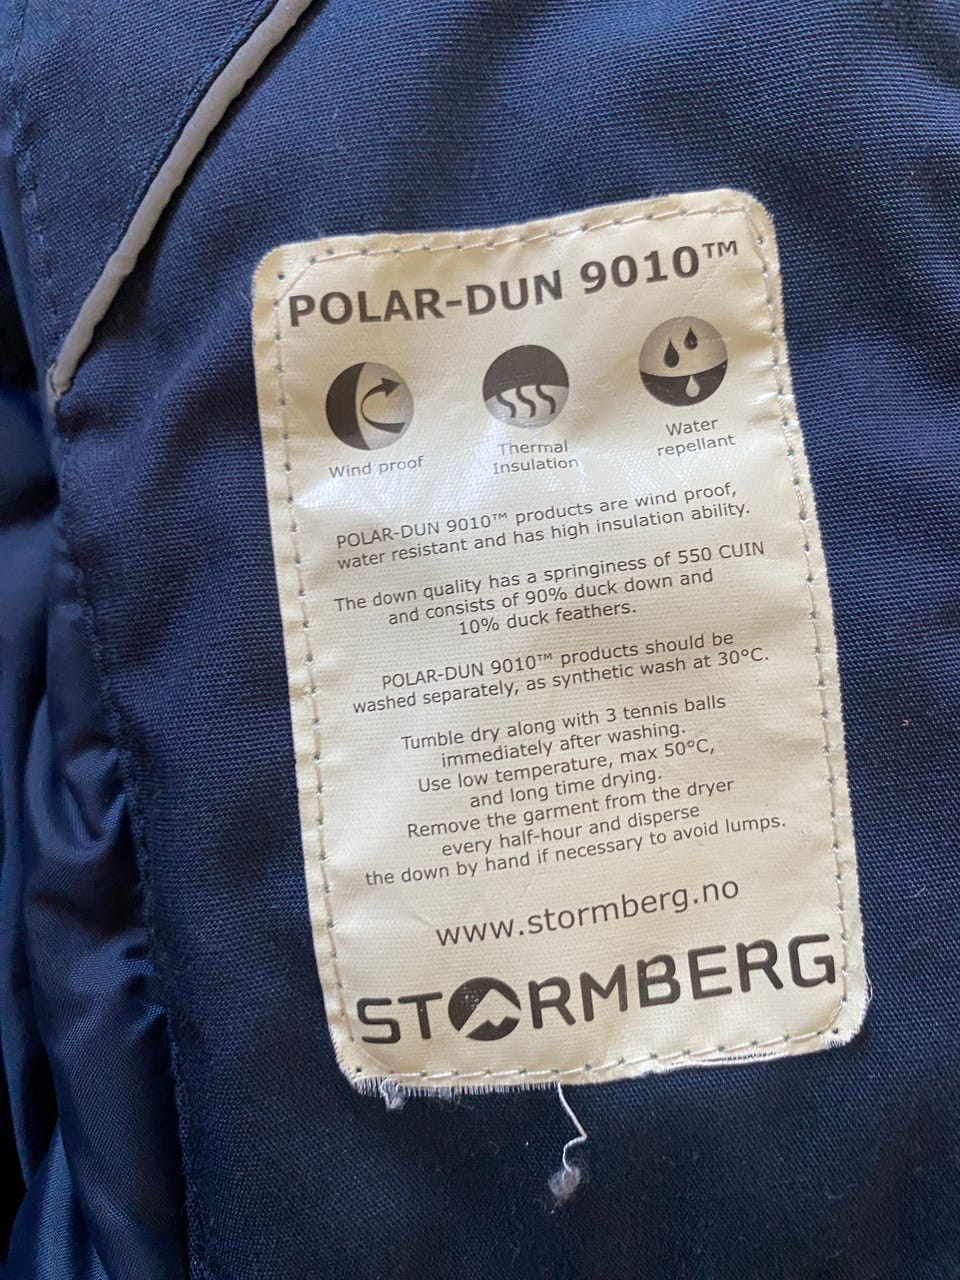 POLAR-DUN 9010™
Wind proof
Thermal
Insulation
Water
repellant
POLAR-DUN 9010™ products are wind proof,
water resistant and has high insulation ability.
The down quality has a springiness of 550 CUIN
and consists of 90% duck down and
10% duck feathers.
POLAR-DUN 9010™ products should be
washed separately, as synthetic wash at 30°C.
Tumble dry along with 3 tennis balls
immediately after washing.
Use low temperature, max 50°C,
and long time drying.
Remove the garment from the dryer
every half-hour and disperse
the down by hand if necessary to avoid lumps.
www.stormberg.no
STORMBERG